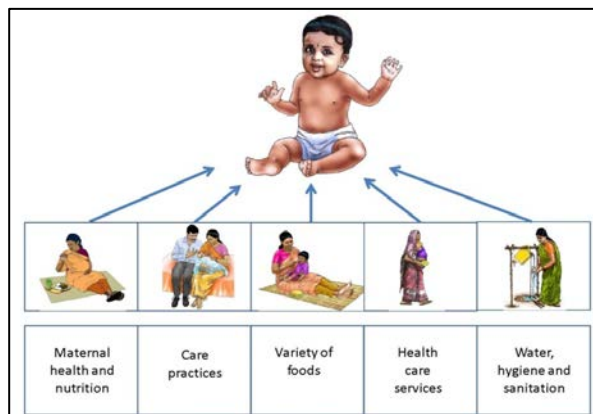 Maternal
health and
nutrition
Care
practices
Variety of
foods
Health
care
services
Water,
hygiene and
sanitation